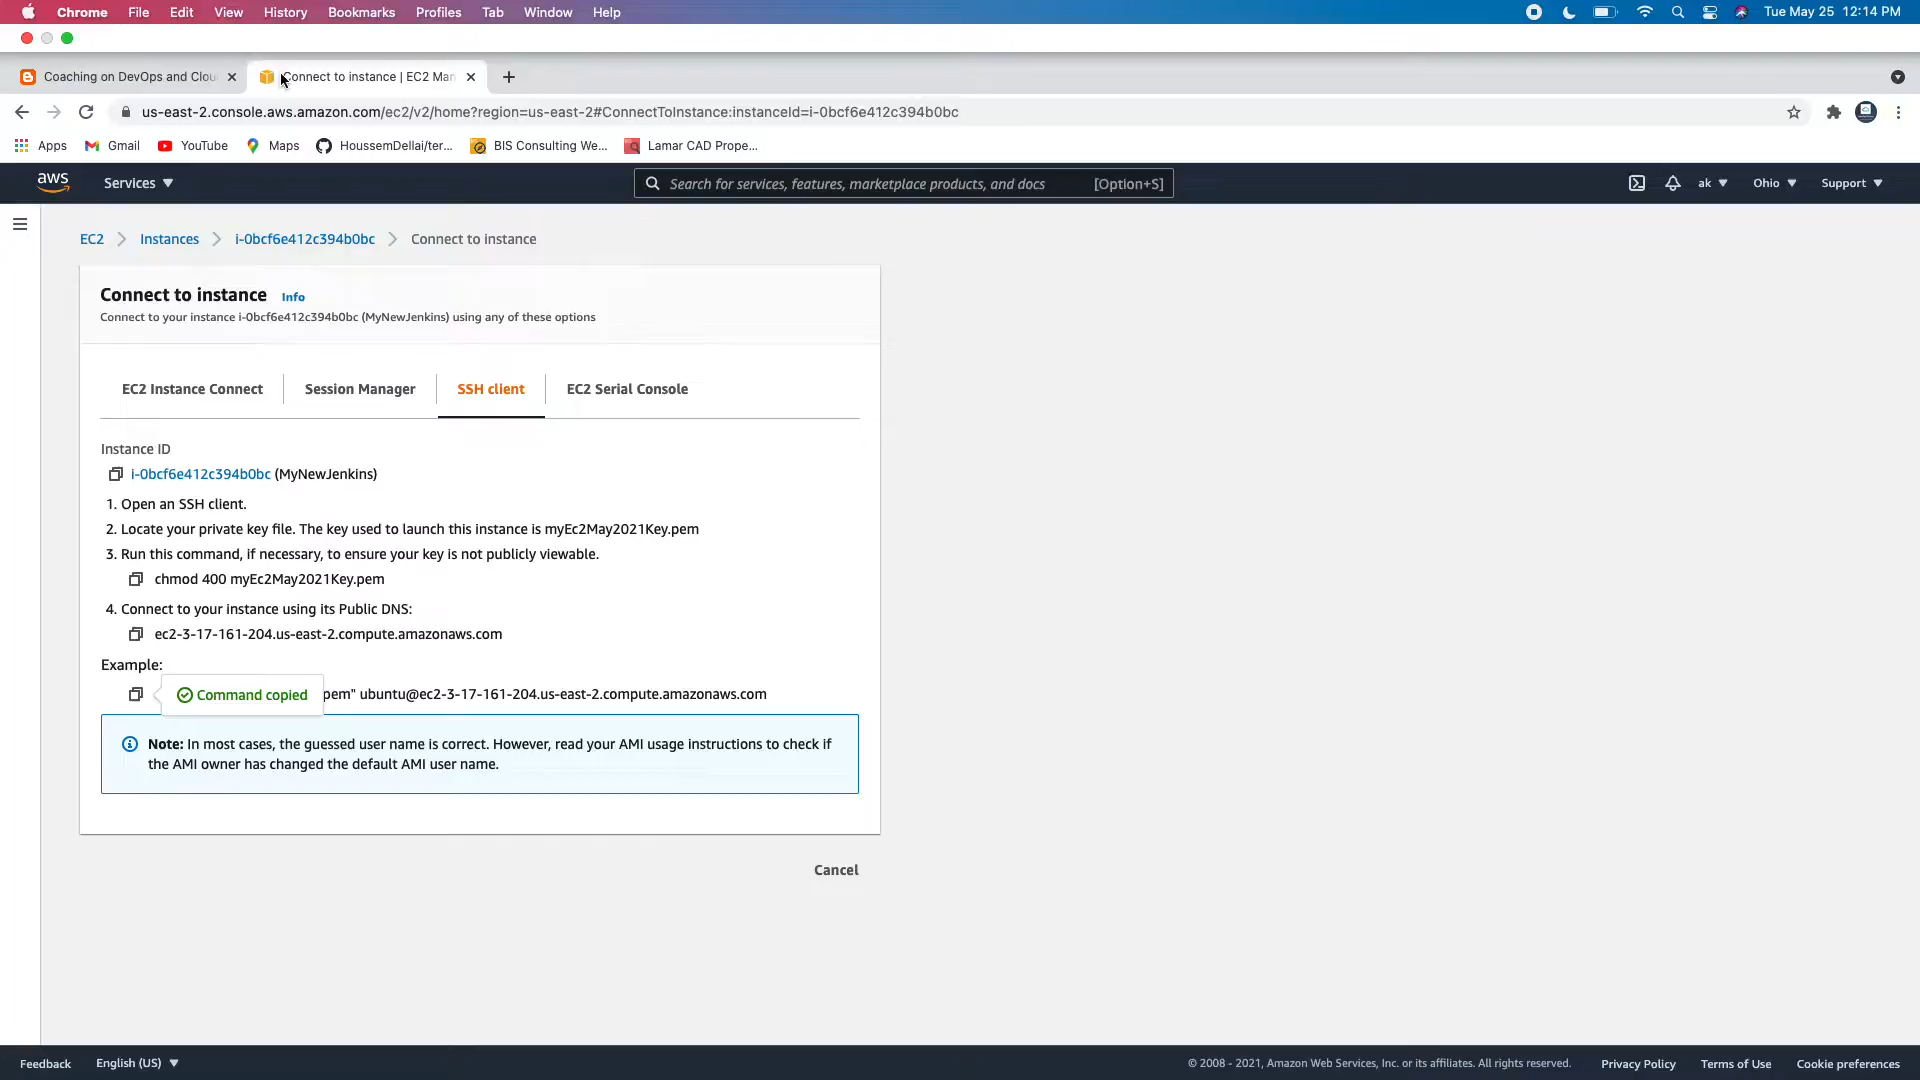 Chrome File Edit View History Bookmarks Profiles Tab Window Help Tue May 25 12:14 PM
Coaching on DevOps and Clou Connect to instance | EC2 Man
us-east-2.console.aws.amazon.com/ec2/v2/home?region=us-east-2#ConnectToInstance:instanceId=i-0bcf6e412c394b0bc
Apps Gmail YouTube Maps HoussemDellai/ter... BIS Consulting We... Lamar CAD Prope...
aws Services Search for services, features, marketplace products, and docs [Option+S] ak Ohio Support
EC2 Instances i-0bcf6e412c394b0bc Connect to instance
Connect to instance Info
Connect to your instance i-0bcf6e412c394b0bc (MyNewJenkins) using any of these options
EC2 Instance Connect Session Manager SSH client EC2 Serial Console
Instance ID
i-0bcf6e412c394b0bc (MyNewJenkins)
1. Open an SSH client.
2. Locate your private key file. The key used to launch this instance is myEc2May2021Key.pem
3. Run this command, if necessary, to ensure your key is not publicly viewable.
chmod 400 myEc2May2021Key.pem
4. Connect to your instance using its Public DNS:
ec2-3-17-161-204.us-east-2.compute.amazonaws.com
Example:
Command copied pem" ubuntu@ec2-3-17-161-204.us-east-2.compute.amazonaws.com
Note: In most cases, the guessed user name is correct. However, read your AMI usage instructions to check if
the AMI owner has changed the default AMI user name.
Cancel
Feedback English (US) © 2008 - 2021, Amazon Web Services, Inc. or its affiliates. All rights reserved. Privacy Policy Terms of Use Cookie preferences